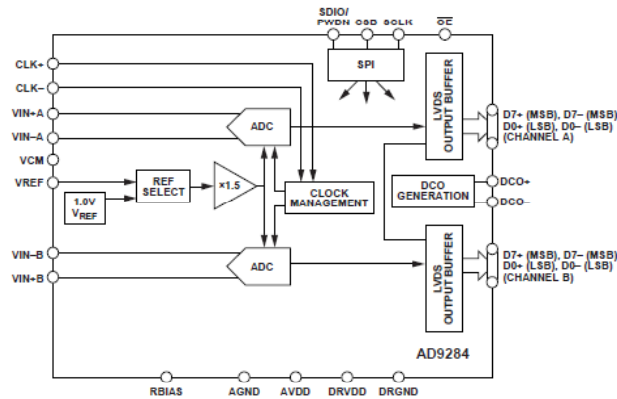 SDIO/
PWDN CSB SCLK OE
CLK+
CLK–
VIN+A
VIN–A
VCM
VREF
VIN–B
VIN+B
SPI
ADC
REF
SELECT
×1.5
1.0V
VREF
CLOCK
MANAGEMENT
ADC
LVDS
OUTPUT BUFFER
DCO
GENERATION
LVDS
OUTPUT BUFFER
D7+ (MSB), D7– (MSB)
D0+ (LSB), D0– (LSB)
(CHANNEL A)
DCO+
DCO–
D7+ (MSB), D7– (MSB)
D0+ (LSB), D0– (LSB)
(CHANNEL B)
AD9284
RBIAS AGND AVDD DRVDD DRGND